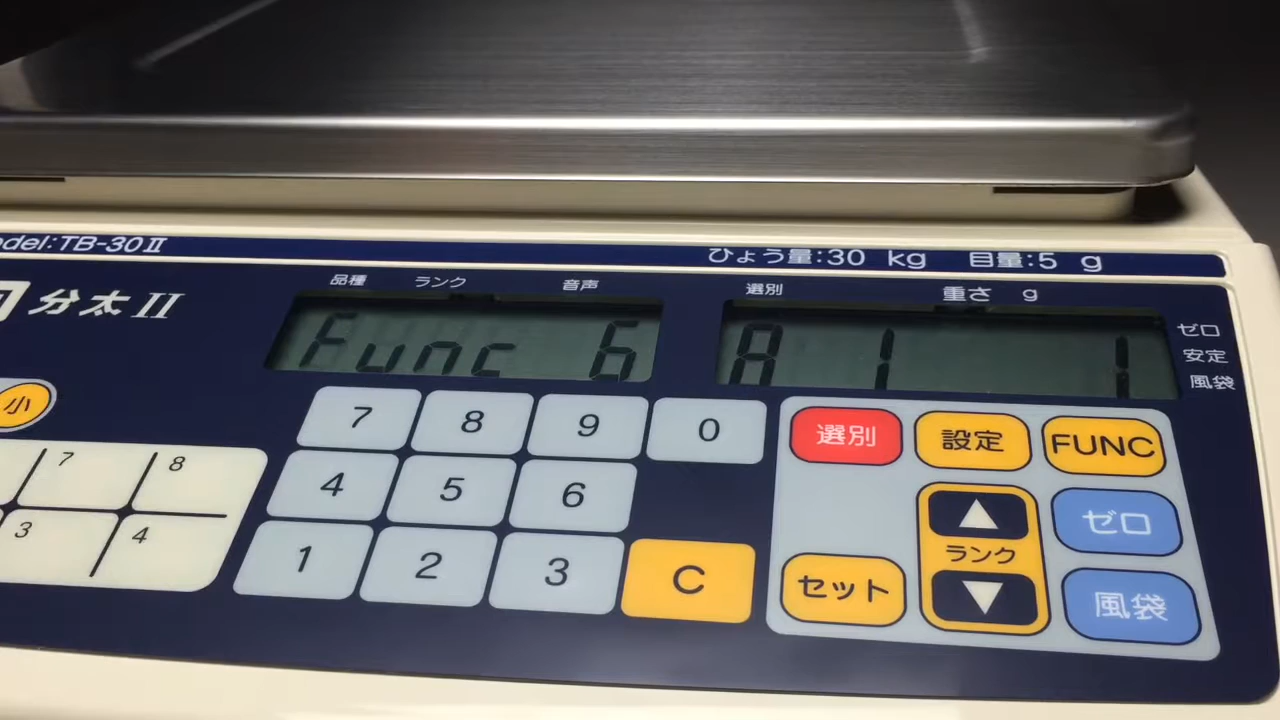 odel:TB-30Ⅱ
ひょう量:30 kg 目量:5 g
分太Ⅱ
品種 ランク 音声
選別 重さ g
Func 6
8 1 1
ゼロ
安定
風袋
小
7 8 9 0
4 5 6
1 2 3 C
7 8
3 4
選別 設定 FUNC
ランク
ゼロ
セット
風袋